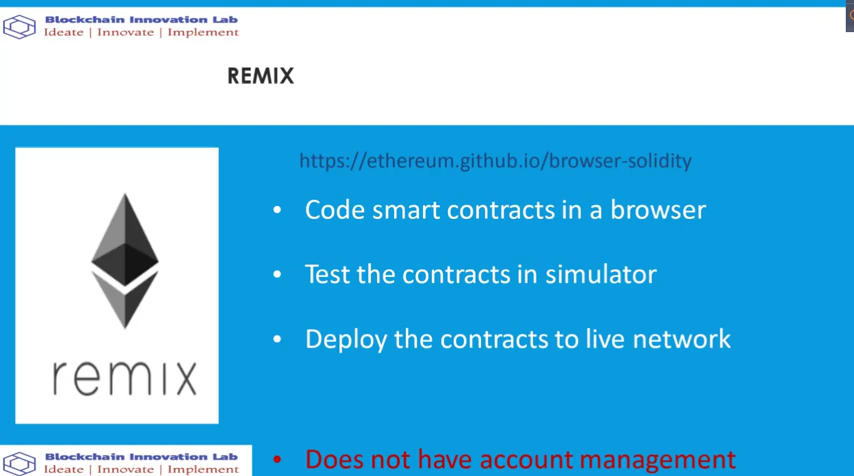 Blockchain Innovation Lab
Ideate | Innovate | Implement
REMIX
https://ethereum.github.io/browser-solidity
• Code smart contracts in a browser
• Test the contracts in simulator
• Deploy the contracts to live network
remix
• Does not have account management
Blockchain Innovation Lab
Ideate | Innovate | Implement